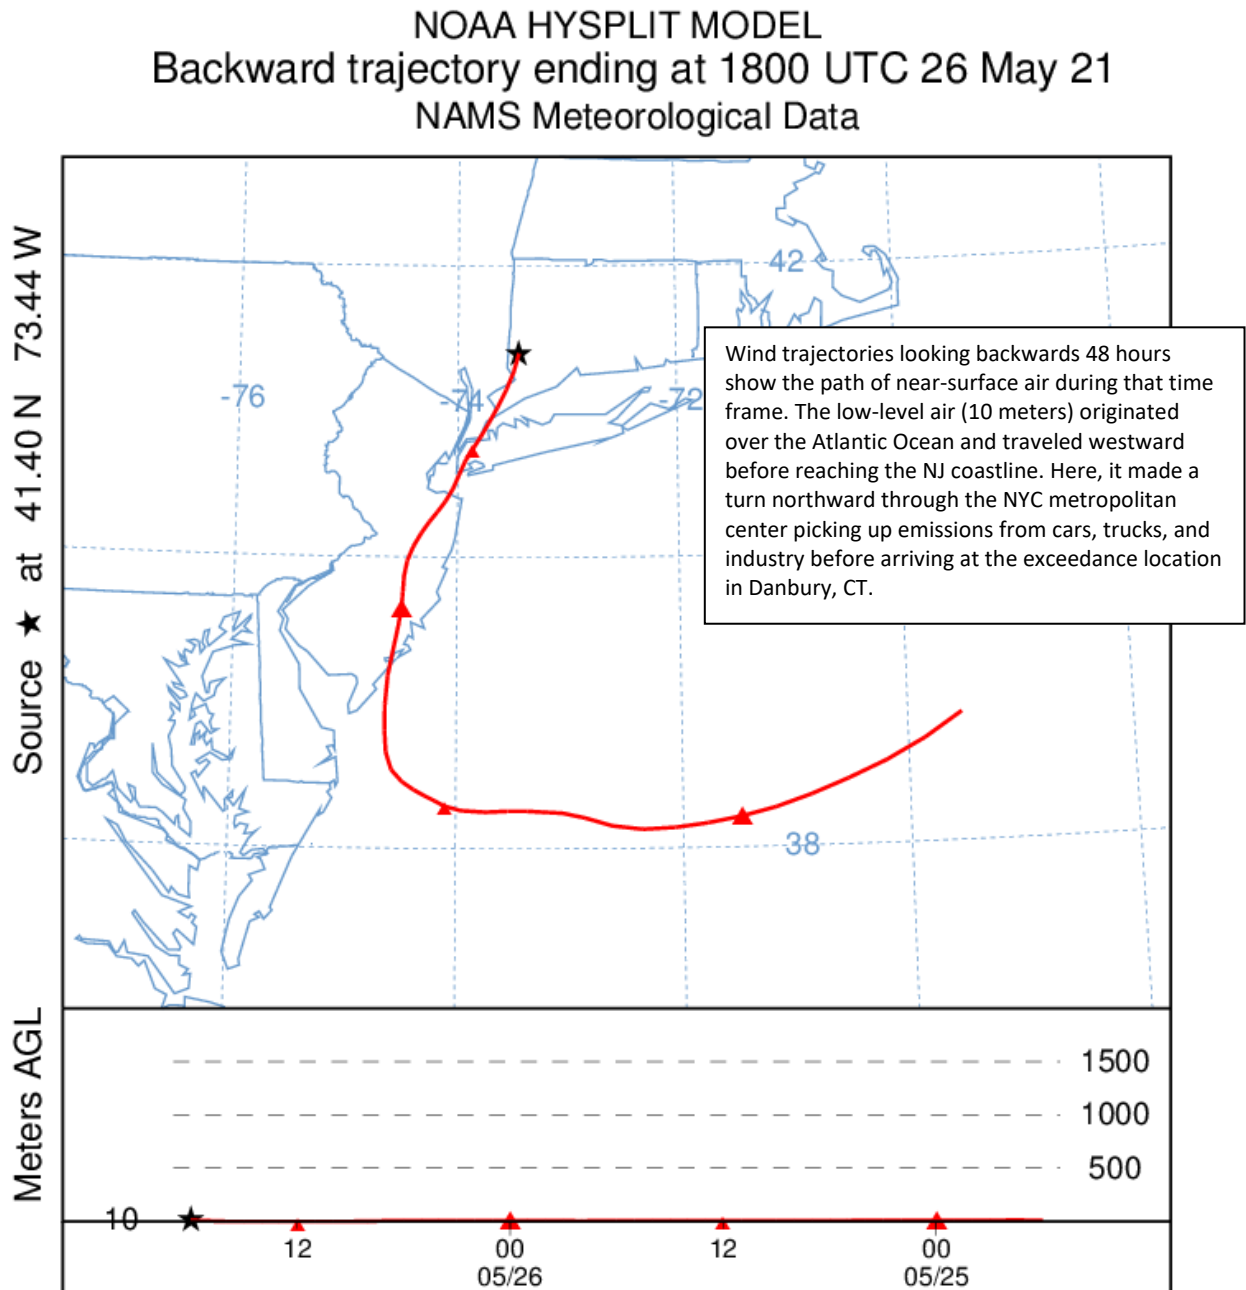 NOAA HYSPLIT MODEL
Backward trajectory ending at 1800 UTC 26 May 21
NAMS Meteorological Data
Source ★ at 41.40 N 73.44 W
42
-76
-74
-72
38
Wind trajectories looking backwards 48 hours
show the path of near-surface air during that time
frame. The low-level air (10 meters) originated
over the Atlantic Ocean and traveled westward
before reaching the NJ coastline. Here, it made a
turn northward through the NYC metropolitan
center picking up emissions from cars, trucks, and
industry before arriving at the exceedance location
in Danbury, CT.
Meters AGL
1500
1000
500
10
12 00 12 00
05/26 05/25